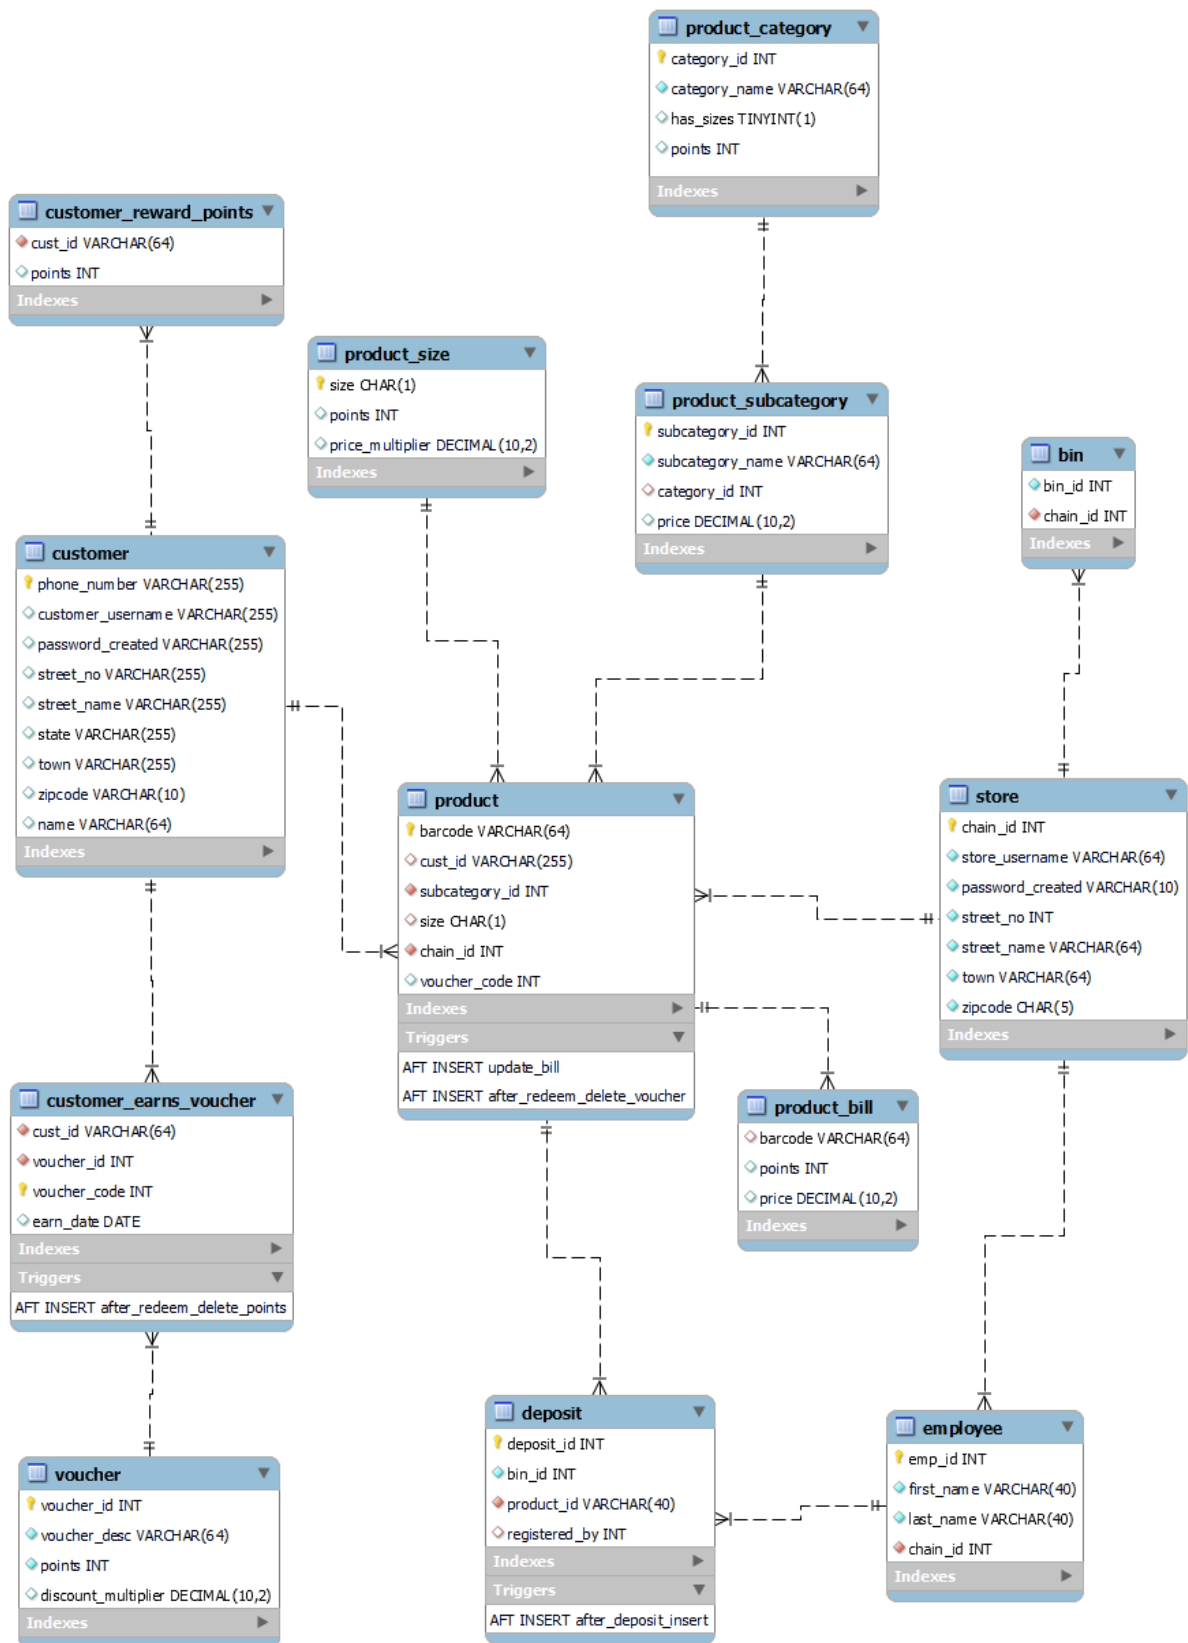 product_category
category_id INT
category_name VARCHAR(64)
has_sizes TINYINT(1)
points INT
Indexes
customer_reward_points
cust_id VARCHAR(64)
points INT
Indexes
product_size
size CHAR(1)
points INT
price_multiplier DECIMAL(10,2)
Indexes
product_subcategory
subcategory_id INT
subcategory_name VARCHAR(64)
category_id INT
price DECIMAL(10,2)
Indexes
bin
bin_id INT
chain_id INT
Indexes
customer
phone_number VARCHAR(255)
customer_username VARCHAR(255)
password_created VARCHAR(255)
street_no VARCHAR(255)
street_name VARCHAR(255)
state VARCHAR(255)
town VARCHAR(255)
zipcode VARCHAR(10)
name VARCHAR(64)
Indexes
product
barcode VARCHAR(64)
cust_id VARCHAR(255)
subcategory_id INT
size CHAR(1)
chain_id INT
voucher_code INT
Indexes
Triggers
AFT INSERT update_bill
AFT INSERT after_redeem_delete_voucher
store
chain_id INT
store_username VARCHAR(64)
password_created VARCHAR(10)
street_no INT
street_name VARCHAR(64)
town VARCHAR(64)
zipcode CHAR(5)
Indexes
customer_earns_voucher
cust_id VARCHAR(64)
voucher_id INT
voucher_code INT
earn_date DATE
Indexes
Triggers
AFT INSERT after_redeem_delete_points
product_bill
barcode VARCHAR(64)
points INT
price DECIMAL(10,2)
Indexes
voucher
voucher_id INT
voucher_desc VARCHAR(64)
points INT
discount_multiplier DECIMAL(10,2)
Indexes
deposit
deposit_id INT
bin_id INT
product_id VARCHAR(40)
registered_by INT
Indexes
Triggers
AFT INSERT after_deposit_insert
employee
emp_id INT
first_name VARCHAR(40)
last_name VARCHAR(40)
chain_id INT
Indexes